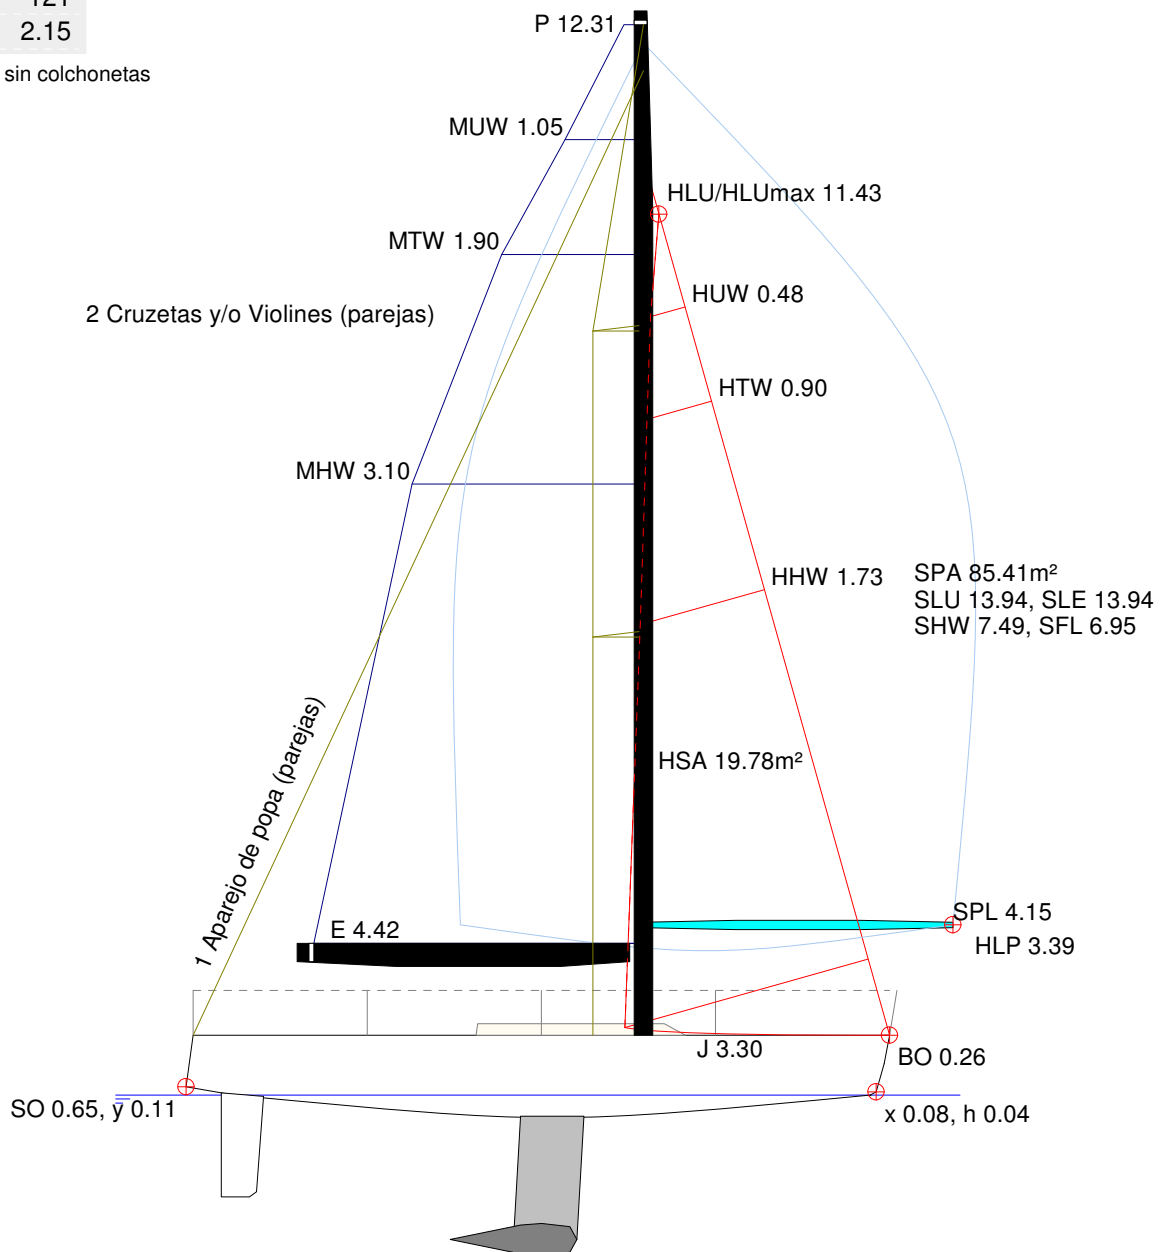 2.15
sin colchonetas
P 12.31
MUW 1.05
HLU/HLUmax 11.43
MTW 1.90
HUW 0.48
2 Cruzetas y/o Violines (parejas)
HTW 0.90
MHW 3.10
HHW 1.73
SPA 85.41m²
SLU 13.94, SLE 13.94
SHW 7.49, SFL 6.95
1 Aparejo de popa (parejas)
HSA 19.78m²
SPL 4.15
E 4.42
HLP 3.39
J 3.30
BO 0.26
SO 0.65, y 0.11
x 0.08, h 0.04